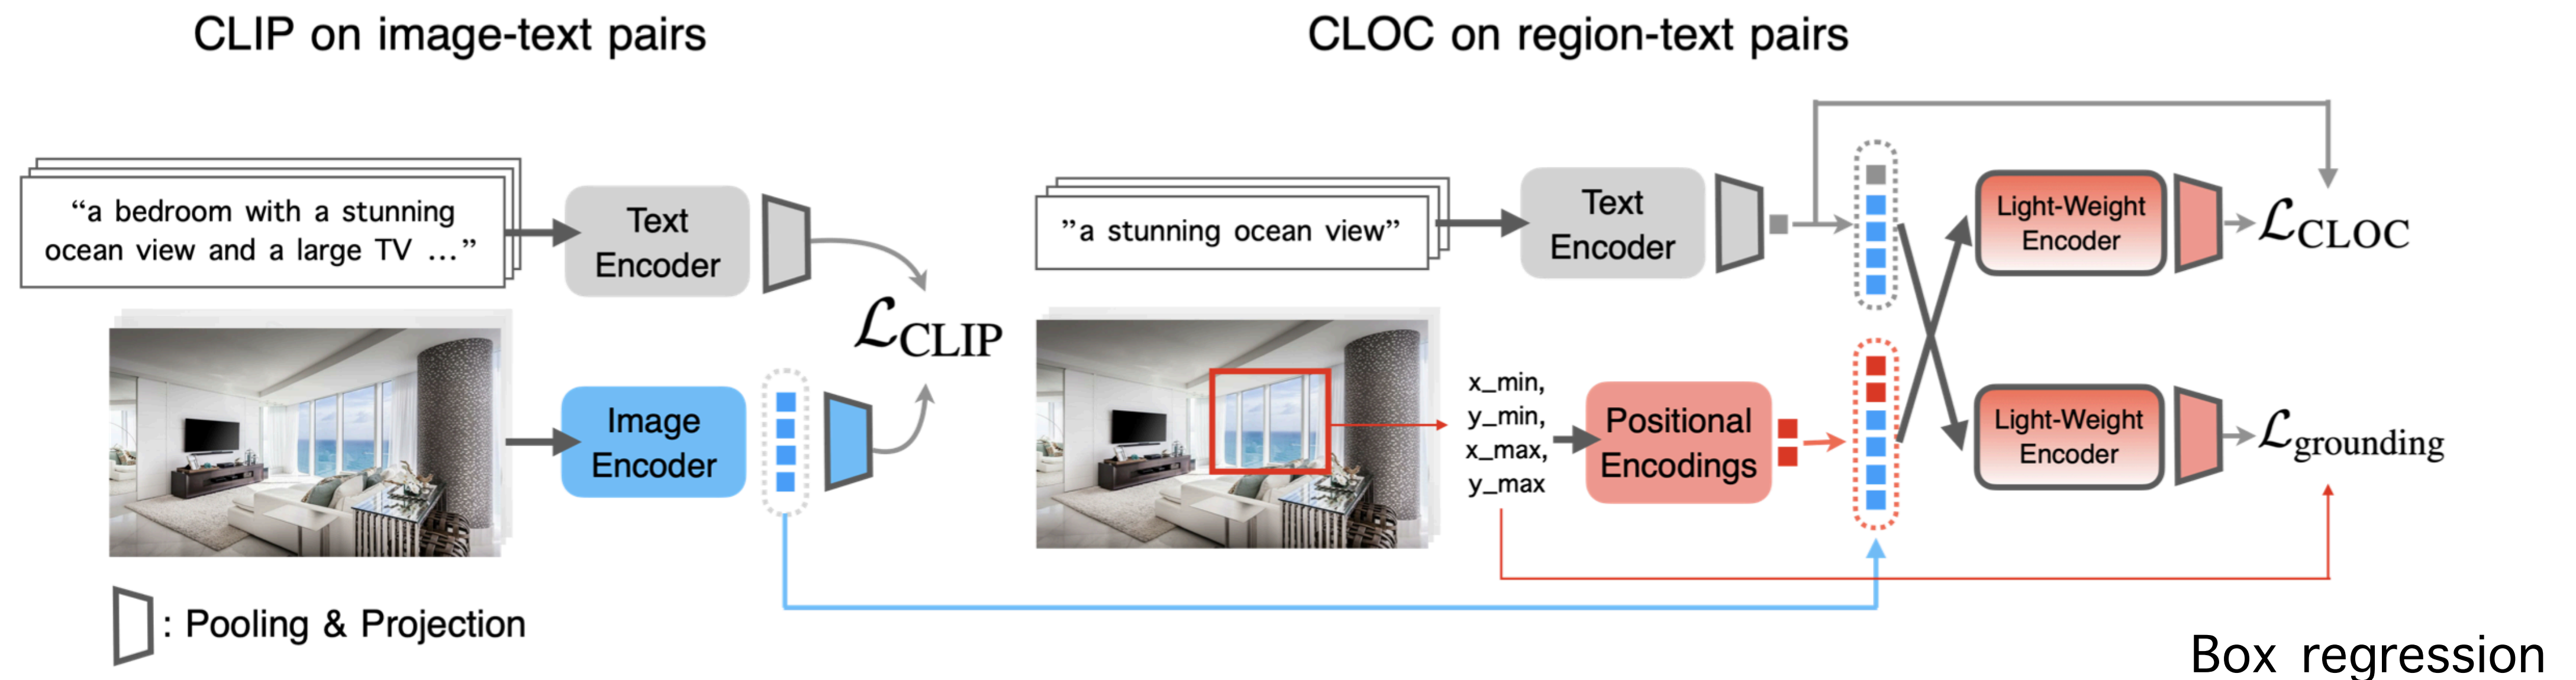 CLIP on image-text pairs
“a bedroom with a stunning
ocean view and a large TV ...”
Text
Encoder
Image
Encoder
ℒCLIP
: Pooling & Projection
CLOC on region-text pairs
”a stunning ocean view”
Text
Encoder
x_min,
y_min,
x_max,
y_max
Positional
Encodings
Light-Weight
Encoder
ℒCLOC
Light-Weight
Encoder
ℒgrounding
Box regression